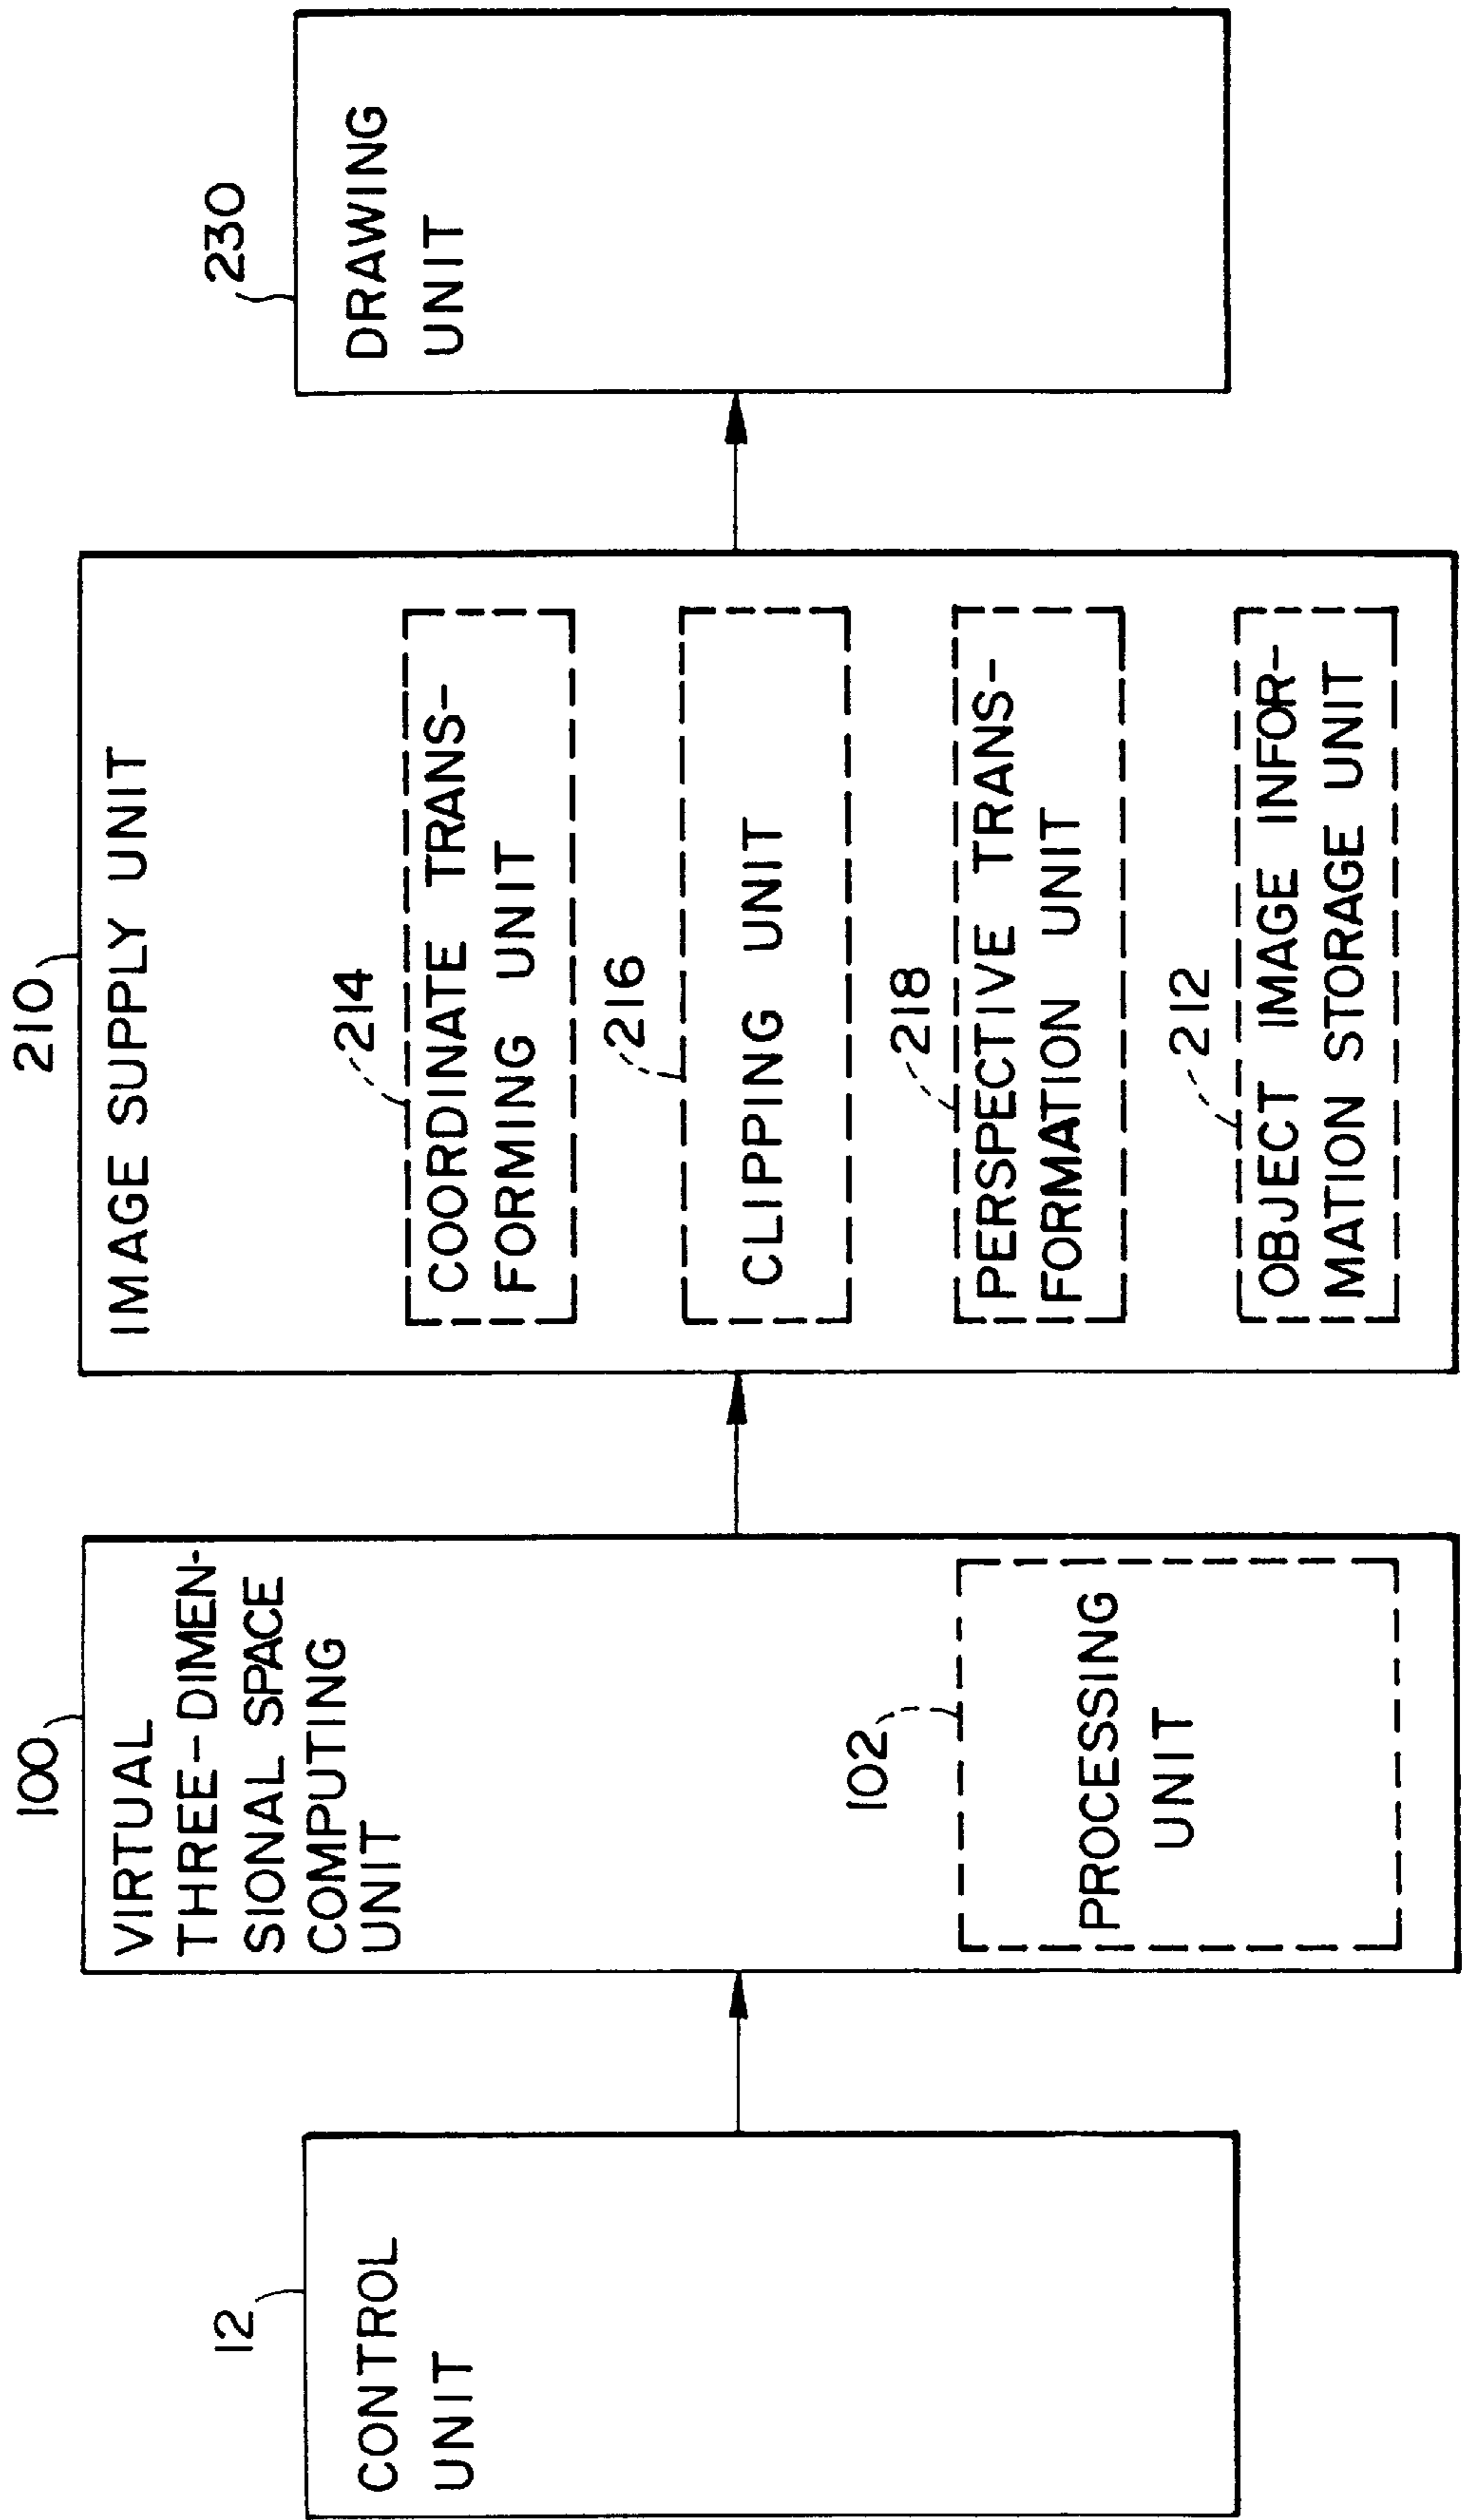 12
CONTROL
UNIT
100
VIRTUAL
THREE-DIMEN-
SIONAL SPACE
COMPUTING
UNIT
102
PROCESSING
UNIT
210
IMAGE SUPPLY UNIT
214
COORDINATE TRANS-
FORMING UNIT
216
CLIPPING UNIT
218
PERSPECTIVE TRANS-
FORMATION UNIT
212
OBJECT IMAGE INFOR-
MATION STORAGE UNIT
230
DRAWING
UNIT